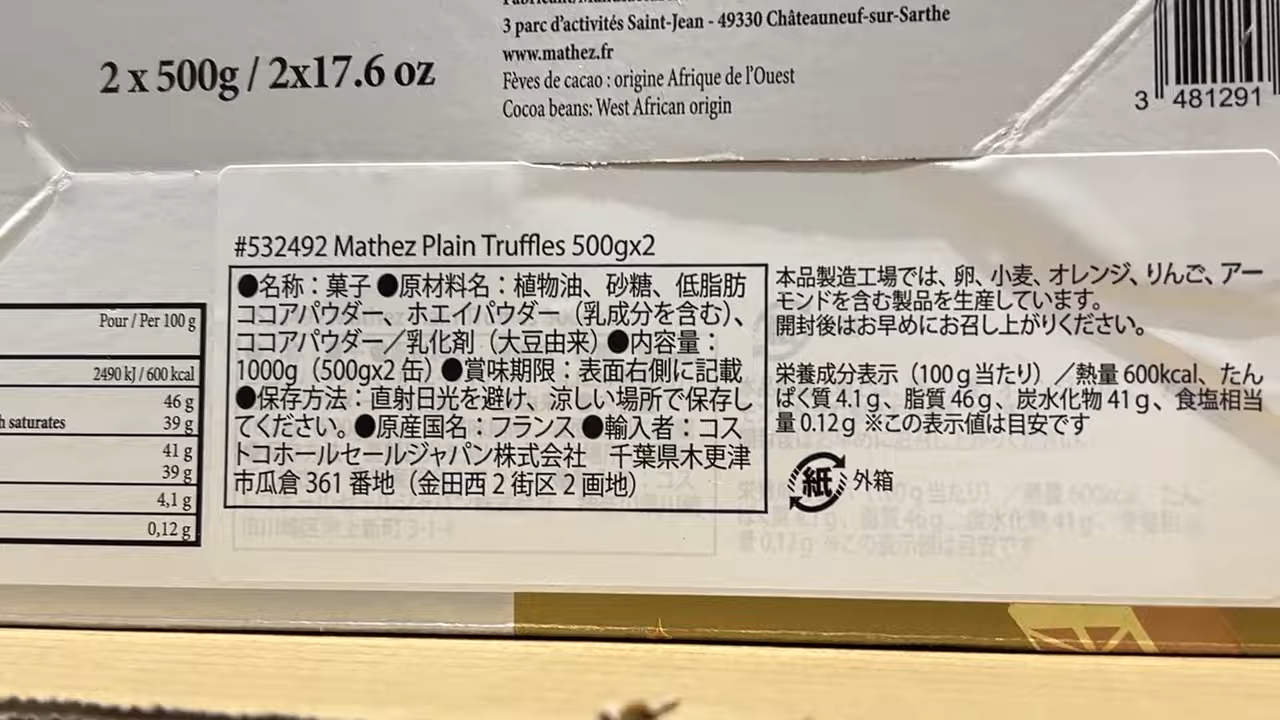 3 parc d'activités Saint-Jean - 49330 Châteauneuf-sur-Sarthe
www.mathez.fr
Fèves de cacao : origine Afrique de l'Ouest
Cocoa beans: West African origin
2 x 500g / 2x17.6 oz
3 481291
Pour / Per 100 g
2490 kJ / 600 kcal
46 g
saturates 39 g
41 g
39 g
4,1 g
0,12 g
#532492 Mathez Plain Truffles 500gx2
●名称：菓子 ●原材料名：植物油、砂糖、低脂肪
ココアパウダー、ホエイパウダー（乳成分を含む）、
ココアパウダー／乳化剤（大豆由来）●内容量：
1000g（500gx2 缶）●賞味期限：表面右側に記載
●保存方法：直射日光を避け、涼しい場所で保存し
てください。●原産国名：フランス ●輸入者：コス
トコホールセールジャパン株式会社　千葉県木更津
市瓜倉 361 番地（金田西 2 街区 2 画地）
本品製造工場では、卵、小麦、オレンジ、りんご、アー
モンドを含む製品を生産しています。
開封後はお早めにお召し上がりください。
栄養成分表示（100g 当たり）／熱量 600kcal、たん
ぱく質 4.1g、脂質 46g、炭水化物 41g、食塩相当
量 0.12g ※この表示値は目安です
紙 外箱